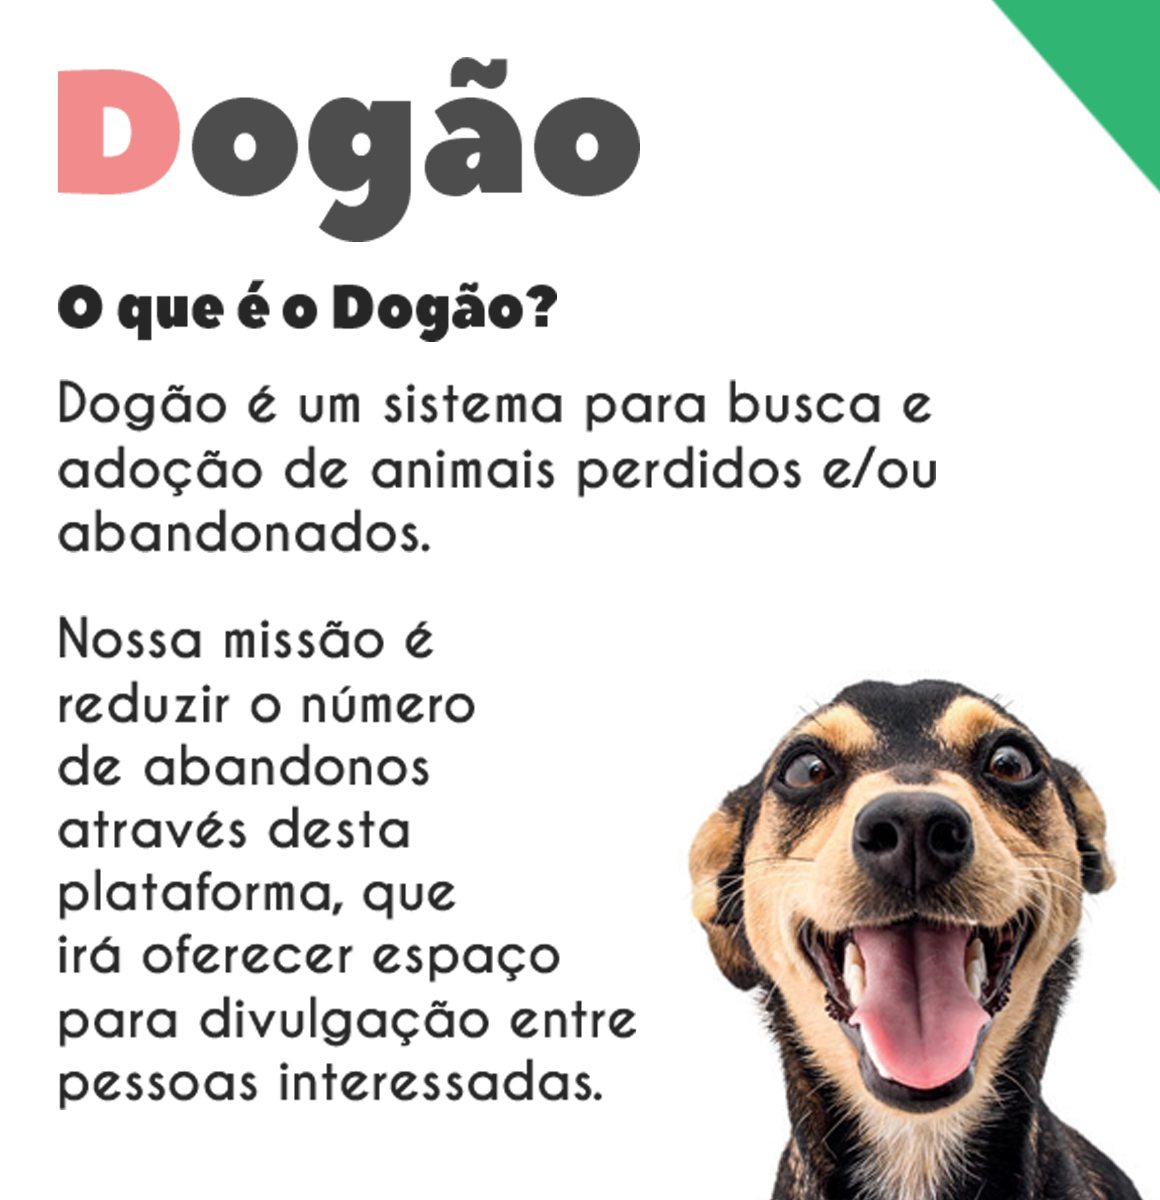 Dogão
O que é o Dogão?
Dogão é um sistema para busca e
adoção de animais perdidos e/ou
abandonados.
Nossa missão é
reduzir o número
de abandonos
através desta
plataforma, que
irá oferecer espaço
para divulgação entre
pessoas interessadas.